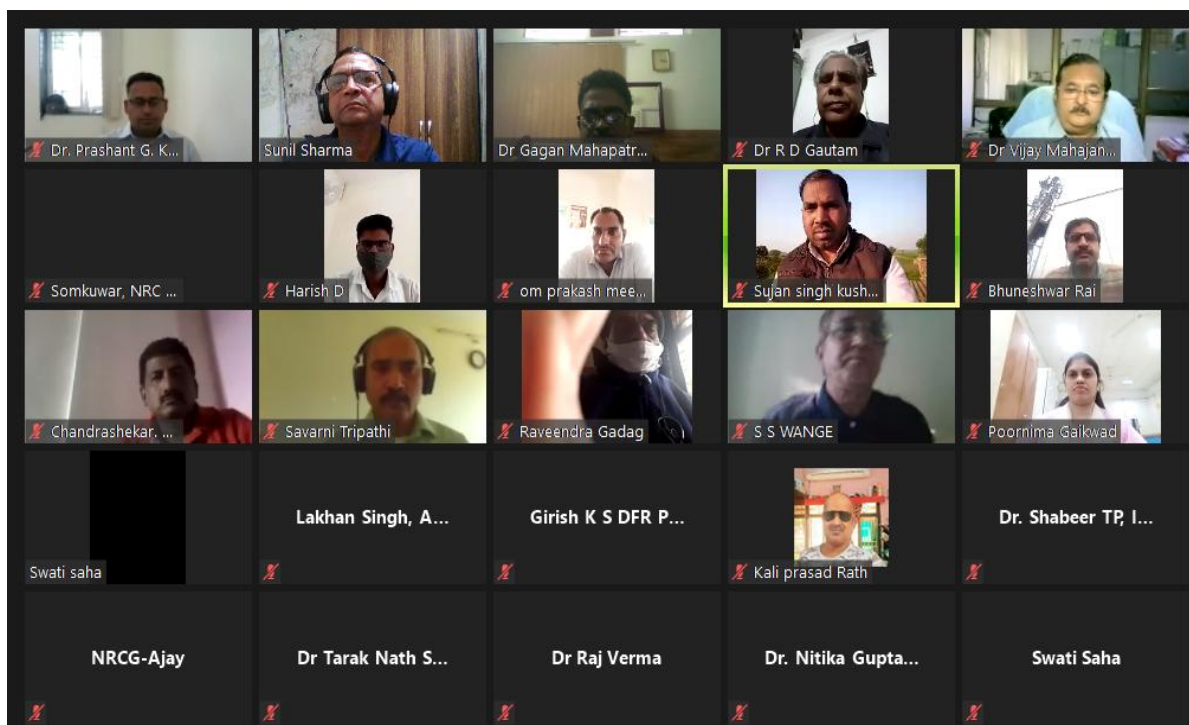 Dr. Prashant G. K...
Sunil Sharma
Dr Gagan Mahapatr...
Dr R D Gautam
Dr Vijay Mahajan...
Somkuwar, NRC ...
Harish D
om prakash mee...
Sujan singh kush...
Bhuneshwar Rai
Chandrashekar. ...
Savarni Tripathi
Raveendra Gadag
S S WANGE
Poornima Gaikwad
Swati saha
Lakhan Singh, A...
Girish K S DFR P...
Kali prasad Rath
Dr. Shabeer TP, I...
NRCG-Ajay
Dr Tarak Nath S...
Dr Raj Verma
Dr. Nitika Gupta...
Swati Saha